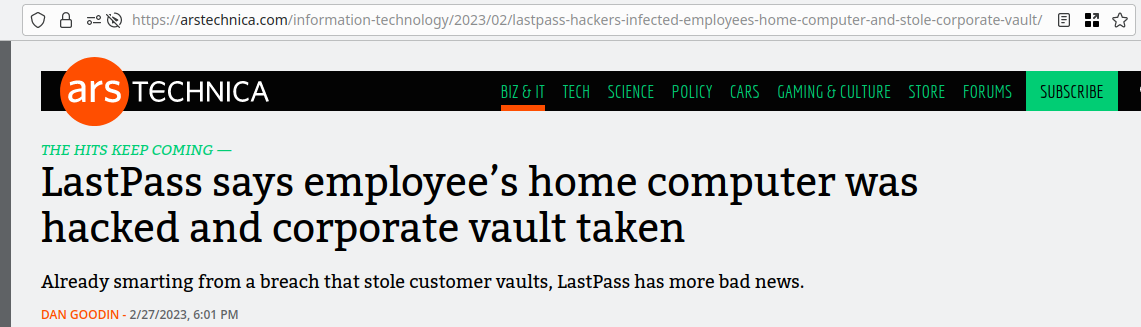 https://arstechnica.com/information-technology/2023/02/lastpass-hackers-infected-employees-home-computer-and-stole-corporate-vault/
ars TECHNICA BIZ & IT TECH SCIENCE POLICY CARS GAMING & CULTURE STORE FORUMS SUBSCRIBE
THE HITS KEEP COMING —
LastPass says employee’s home computer was
hacked and corporate vault taken
Already smarting from a breach that stole customer vaults, LastPass has more bad news.
DAN GOODIN - 2/27/2023, 6:01 PM